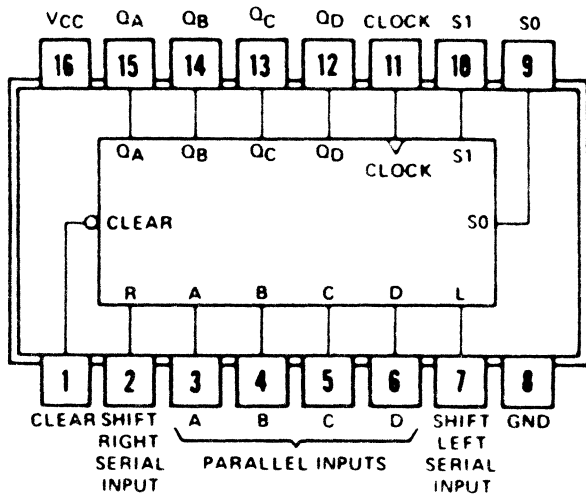 VCC QA QB QC QD CLOCK S1 S0
16 15 14 13 12 11 10 9
QA QB QC QD CLOCK S1
CLEAR S0
R A B C D L
1 2 3 4 5 6 7 8
CLEAR SHIFT RIGHT SERIAL INPUT A B C D SHIFT LEFT SERIAL INPUT GND
PARALLEL INPUTS